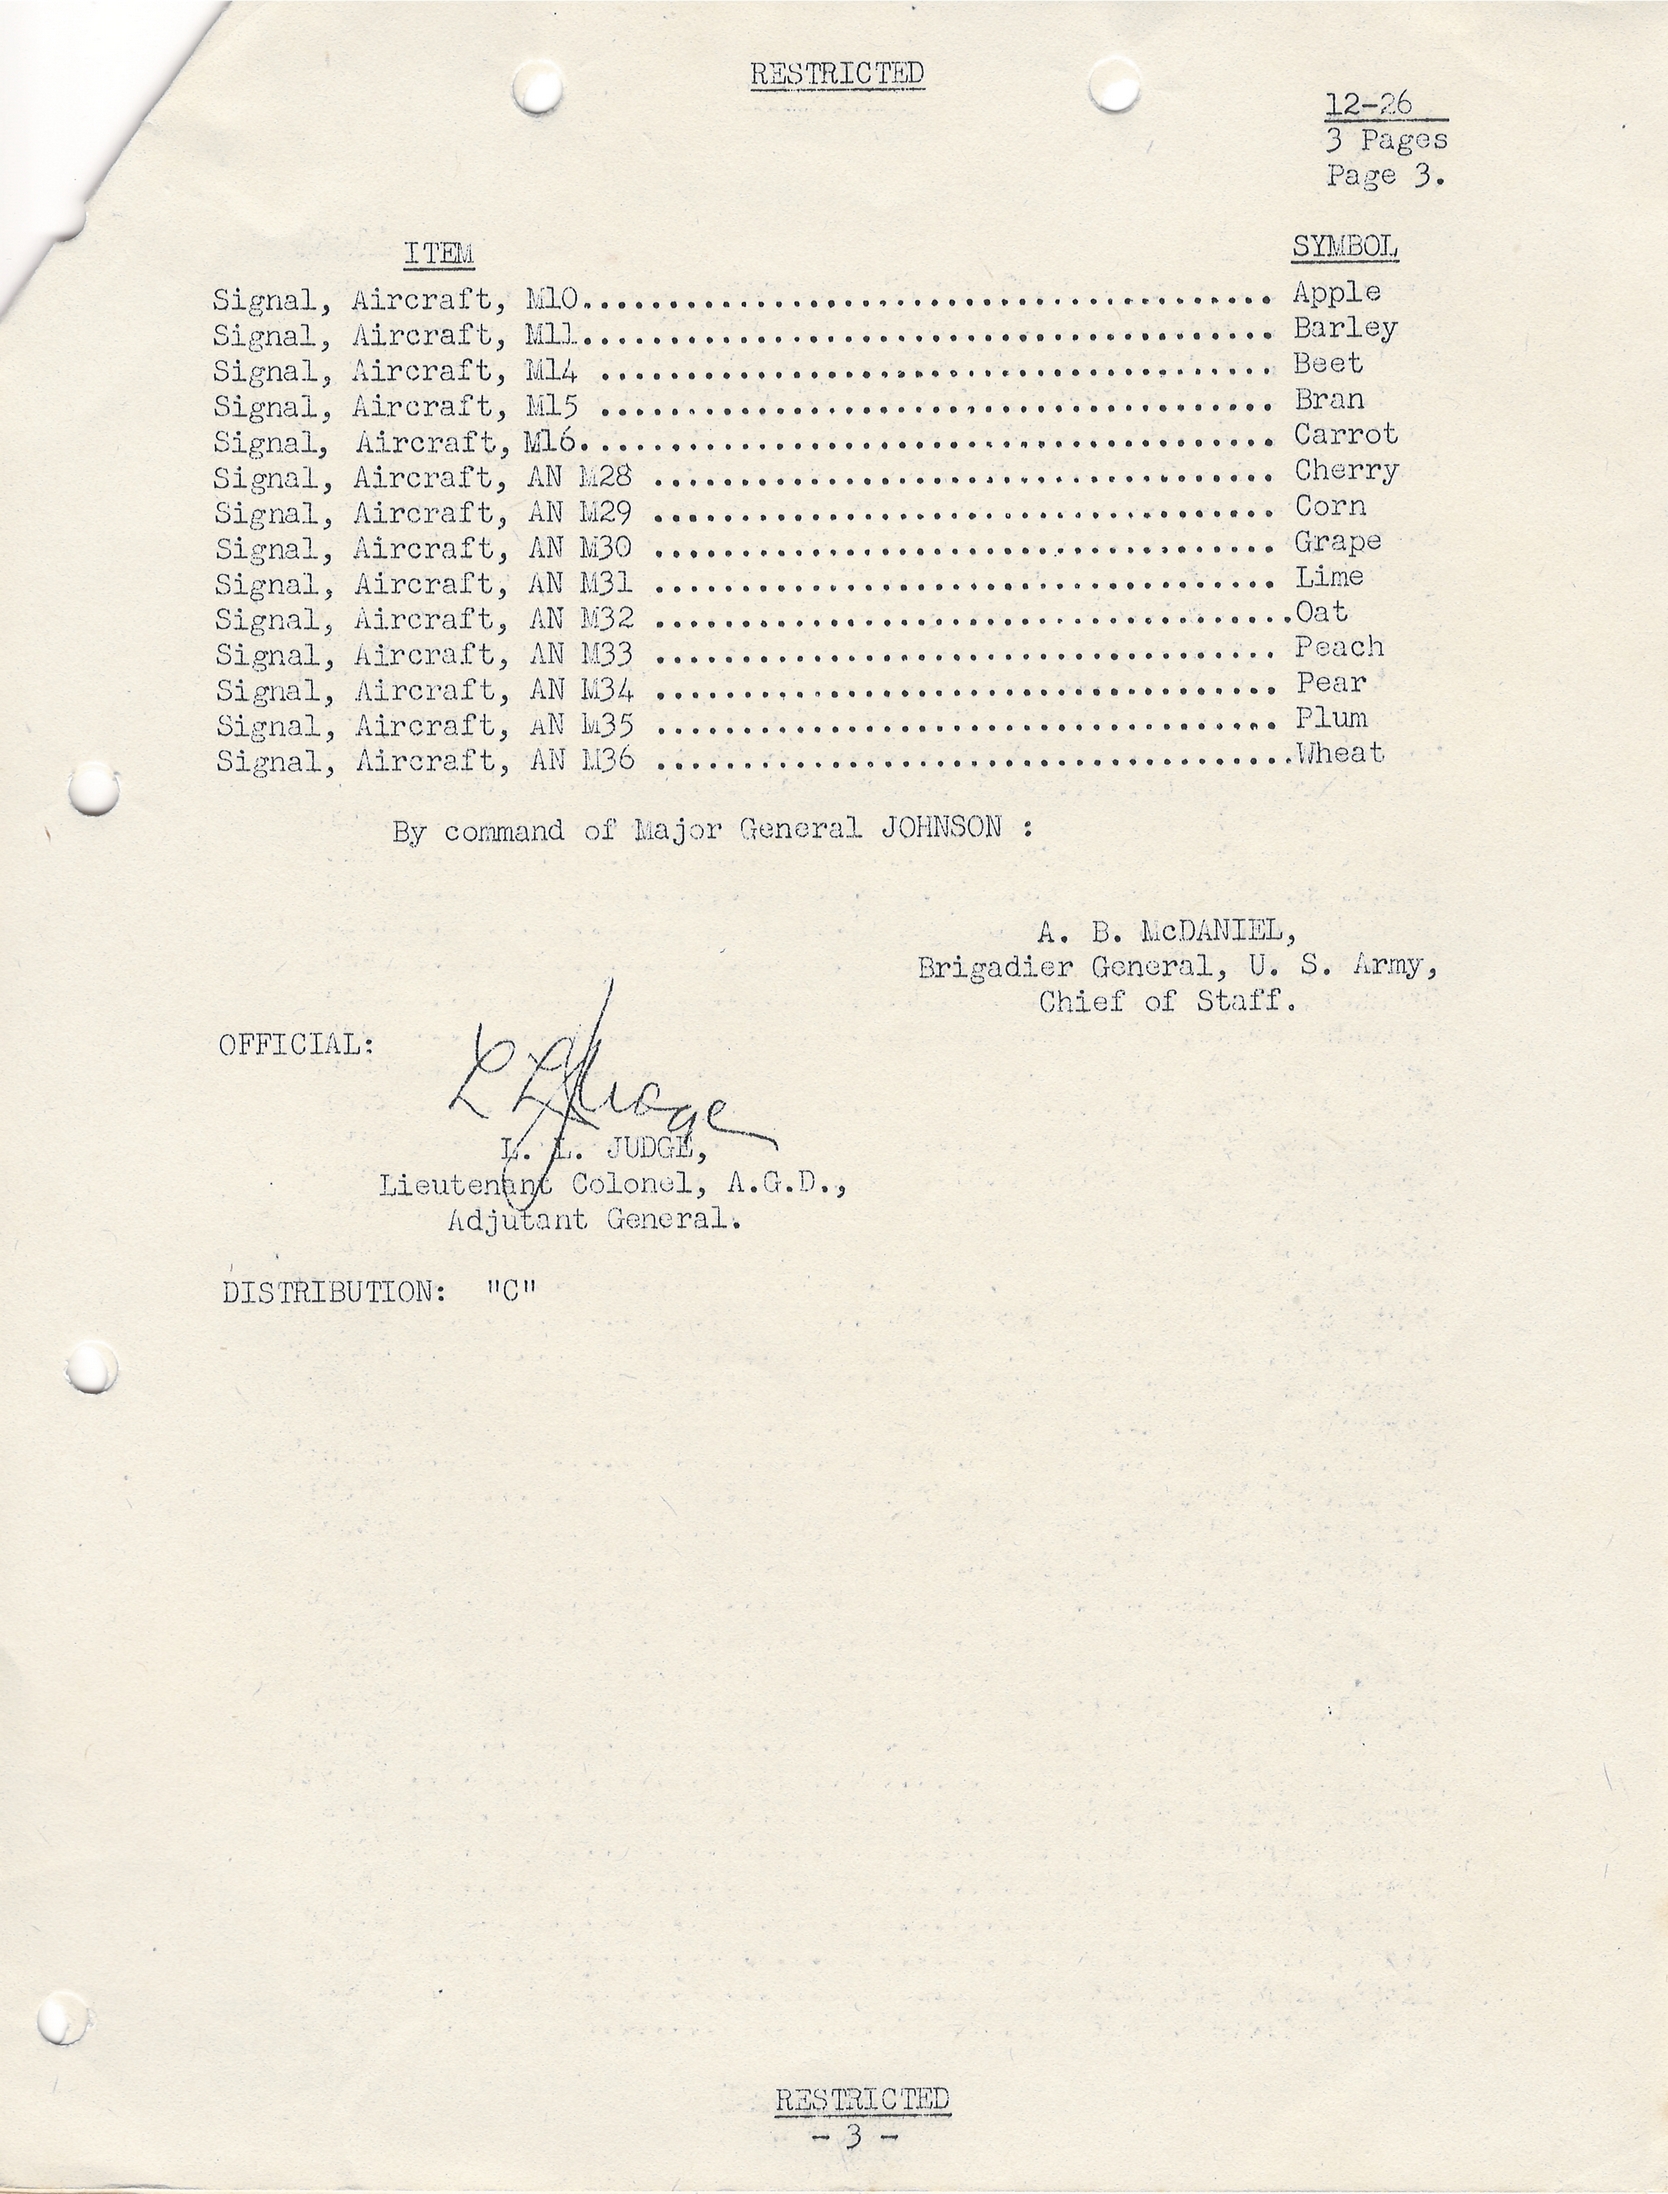 RESTRICTED
12-26
3 Pages
Page 3.
ITEM SYMBOL
Signal, Aircraft, M10........................................ Apple
Signal, Aircraft, M11........................................ Barley
Signal, Aircraft, M14 ....................................... Beet
Signal, Aircraft, M15 ....................................... Bran
Signal, Aircraft, M16........................................ Carrot
Signal, Aircraft, AN M28 .................................... Cherry
Signal, Aircraft, AN M29 .................................... Corn
Signal, Aircraft, AN M30 .................................... Grape
Signal, Aircraft, AN M31 .................................... Lime
Signal, Aircraft, AN M32 .....................................Oat
Signal, Aircraft, AN M33 .................................... Peach
Signal, Aircraft, AN M34 .................................... Pear
Signal, Aircraft, AN M35 .................................... Plum
Signal, Aircraft, AN M36 .....................................Wheat
By command of Major General JOHNSON :
A. B. McDANIEL,
Brigadier General, U. S. Army,
Chief of Staff.
OFFICIAL:
L L Judge
L. L. JUDGE,
Lieutenant Colonel, A.G.D.,
Adjutant General.
DISTRIBUTION: "C"
RESTRICTED
- 3 -